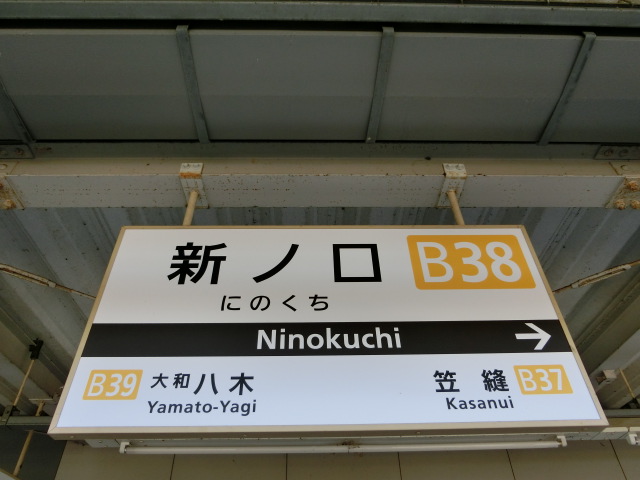 新ノ口 B38
にのくち
Ninokuchi →
B39 大和八木 笠縫 B37
Yamato-Yagi Kasanui